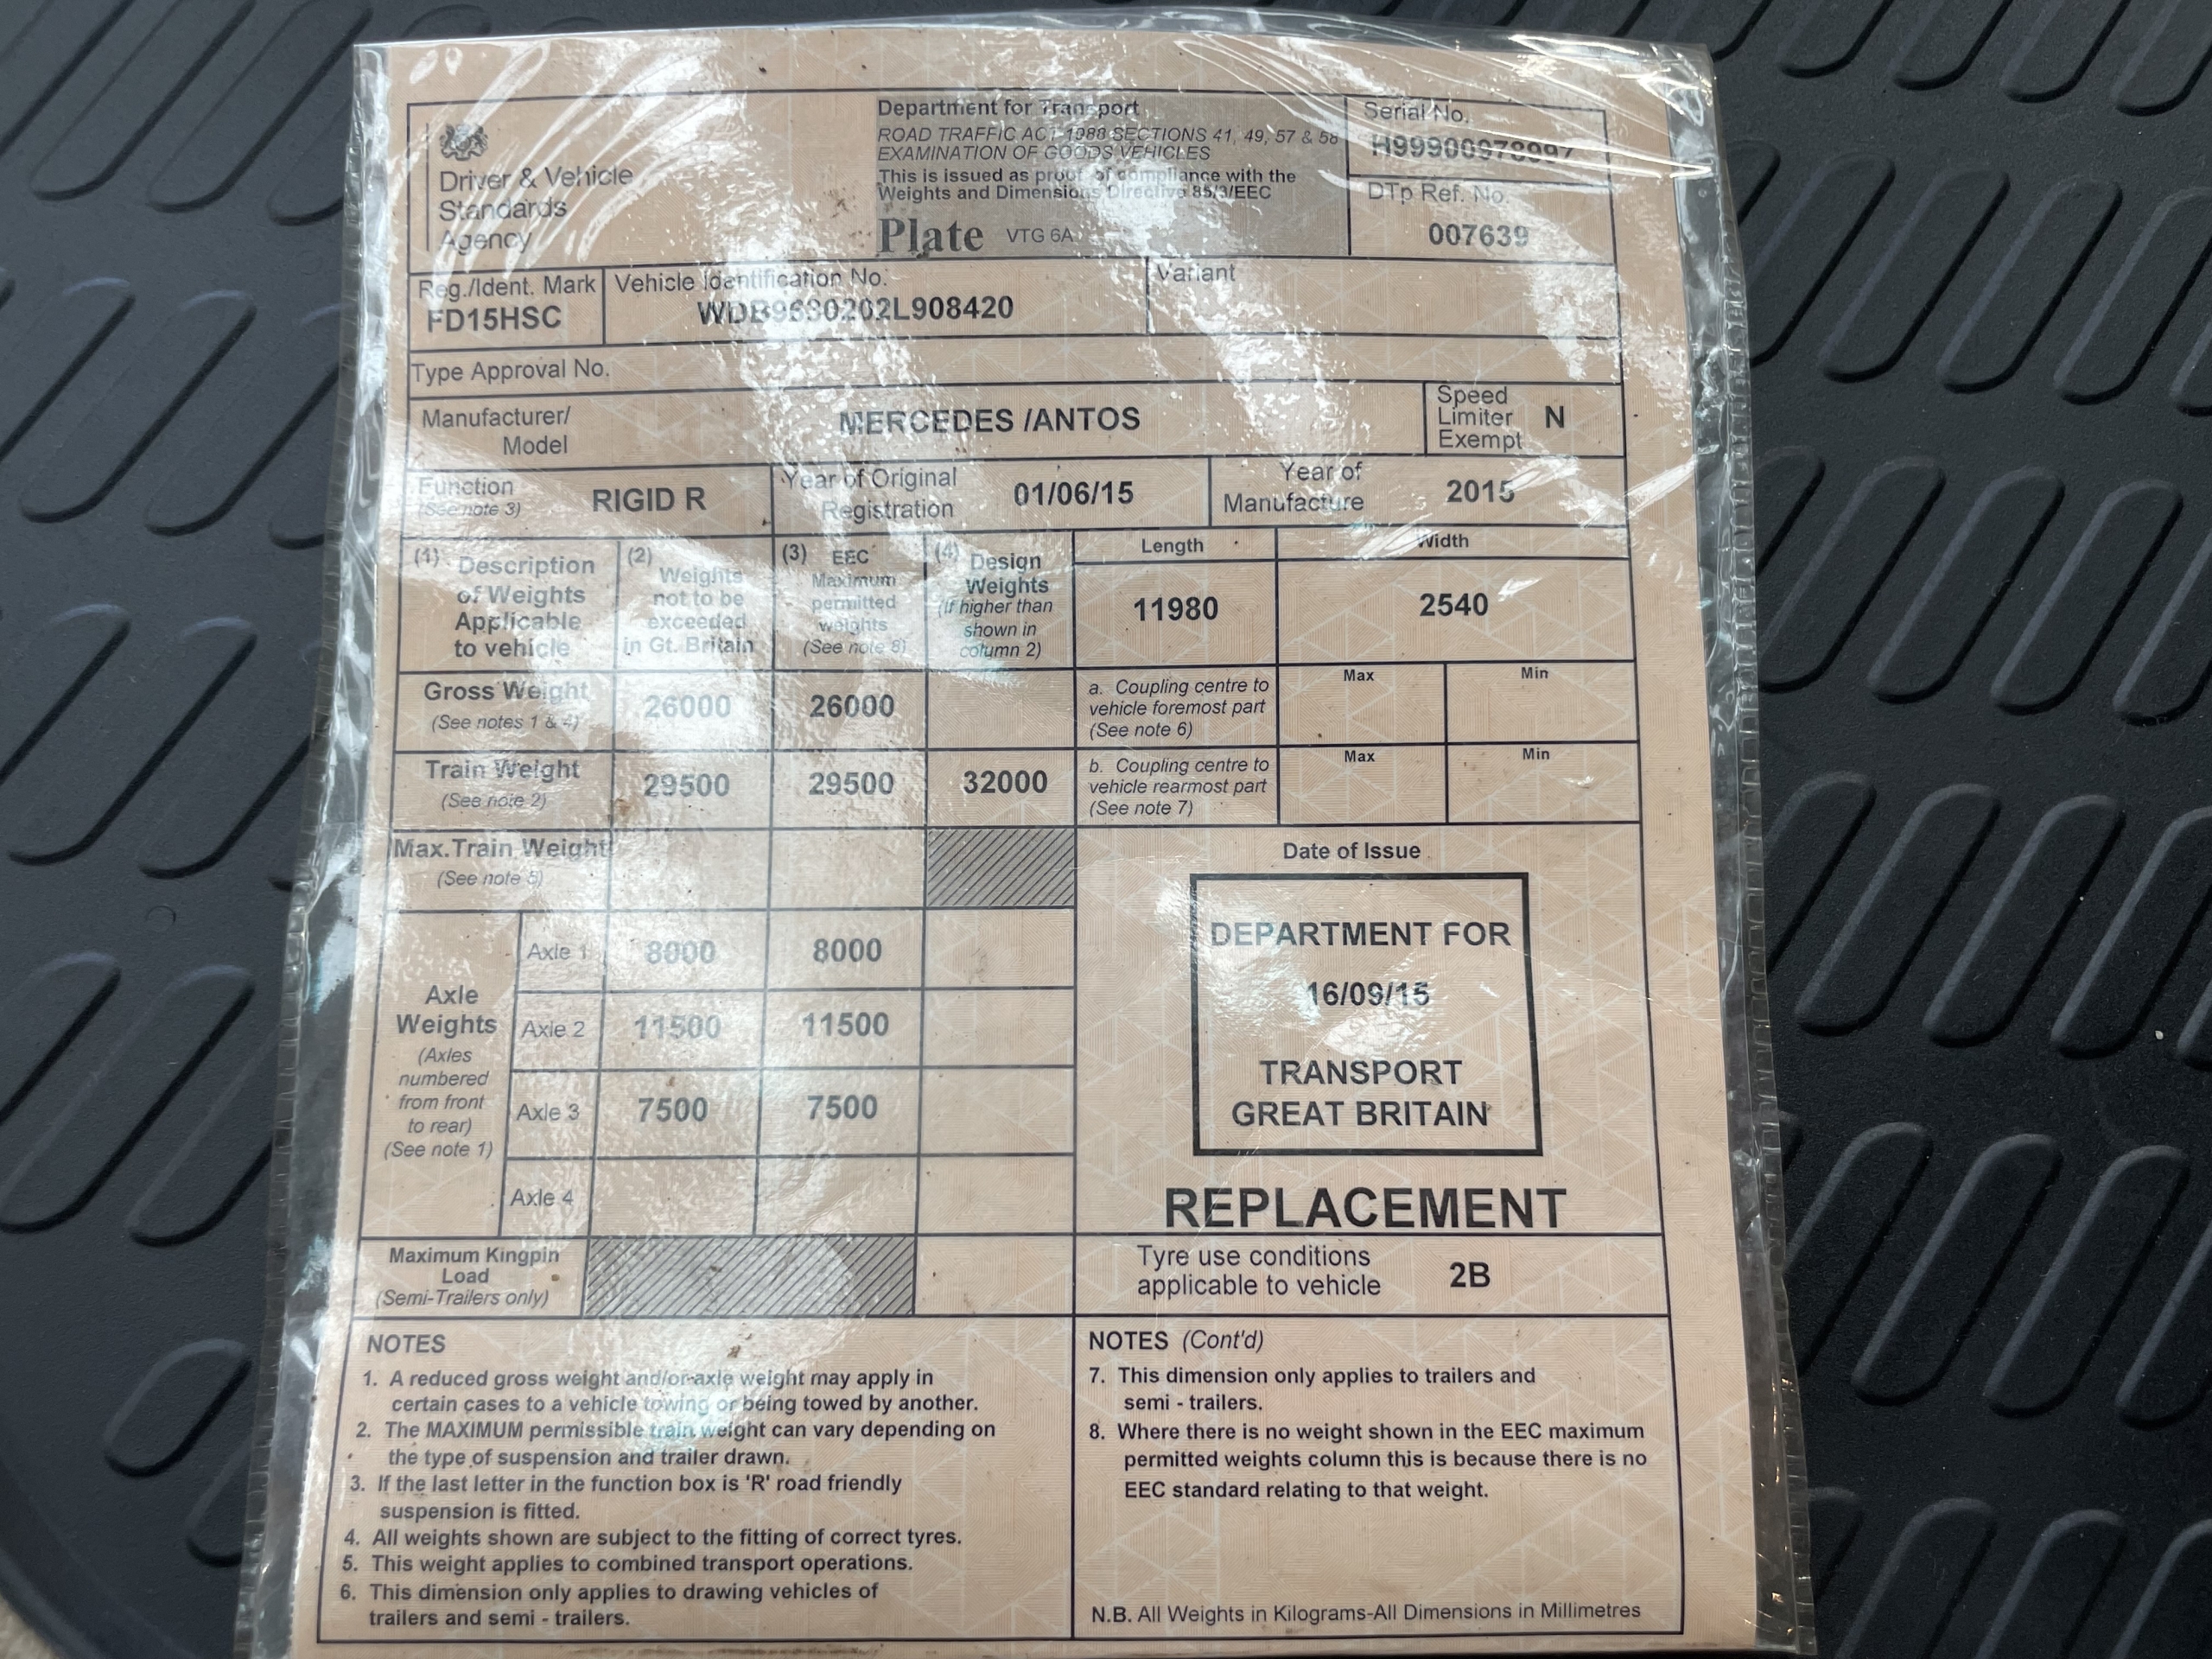 Department for Transport
ROAD TRAFFIC ACT 1988 SECTIONS 41, 49, 57 & 58
EXAMINATION OF GOODS VEHICLES
This is issued as proof of compliance with the
Weights and Dimensions Directive 85/3/EEC
Plate VTG 6A
Driver & Vehicle
Standards
Agency
Serial No.
H99900978997
DTp Ref. No.
007639
Reg./Ident. Mark
FD15HSC
Vehicle Identification No.
WDB9630202L908420
Variant
Type Approval No.
Manufacturer/
Model
MERCEDES /ANTOS
Speed
Limiter
Exempt
N
Function
(See note 3)
RIGID R
Year of Original
Registration
01/06/15
Year of
Manufacture
2015
(1) Description
of Weights
Applicable
to vehicle
(2) Weights
not to be
exceeded
in Gt. Britain
(3) EEC
Maximum
permitted
weights
(See note 8)
(4) Design
Weights
(If higher than
shown in
column 2)
Length
11980
Width
2540
Gross Weight
(See notes 1 & 4)
26000
26000
a. Coupling centre to
vehicle foremost part
(See note 6)
Max
Min
Train Weight
(See note 2)
29500
29500
32000
b. Coupling centre to
vehicle rearmost part
(See note 7)
Max
Min
Max.Train Weight
(See note 5)
Axle
Weights
(Axles
numbered
from front
to rear)
(See note 1)
Axle 1
8000
8000
Axle 2
11500
11500
Axle 3
7500
7500
Axle 4
Date of Issue
DEPARTMENT FOR
16/09/15
TRANSPORT
GREAT BRITAIN
REPLACEMENT
Maximum Kingpin
Load
(Semi-Trailers only)
Tyre use conditions
applicable to vehicle
2B
NOTES
1. A reduced gross weight and/or axle weight may apply in
certain cases to a vehicle towing or being towed by another.
2. The MAXIMUM permissible train weight can vary depending on
the type of suspension and trailer drawn.
3. If the last letter in the function box is 'R' road friendly
suspension is fitted.
4. All weights shown are subject to the fitting of correct tyres.
5. This weight applies to combined transport operations.
6. This dimension only applies to drawing vehicles of
trailers and semi - trailers.
NOTES (Cont'd)
7. This dimension only applies to trailers and
semi - trailers.
8. Where there is no weight shown in the EEC maximum
permitted weights column this is because there is no
EEC standard relating to that weight.
N.B. All Weights in Kilograms-All Dimensions in Millimetres